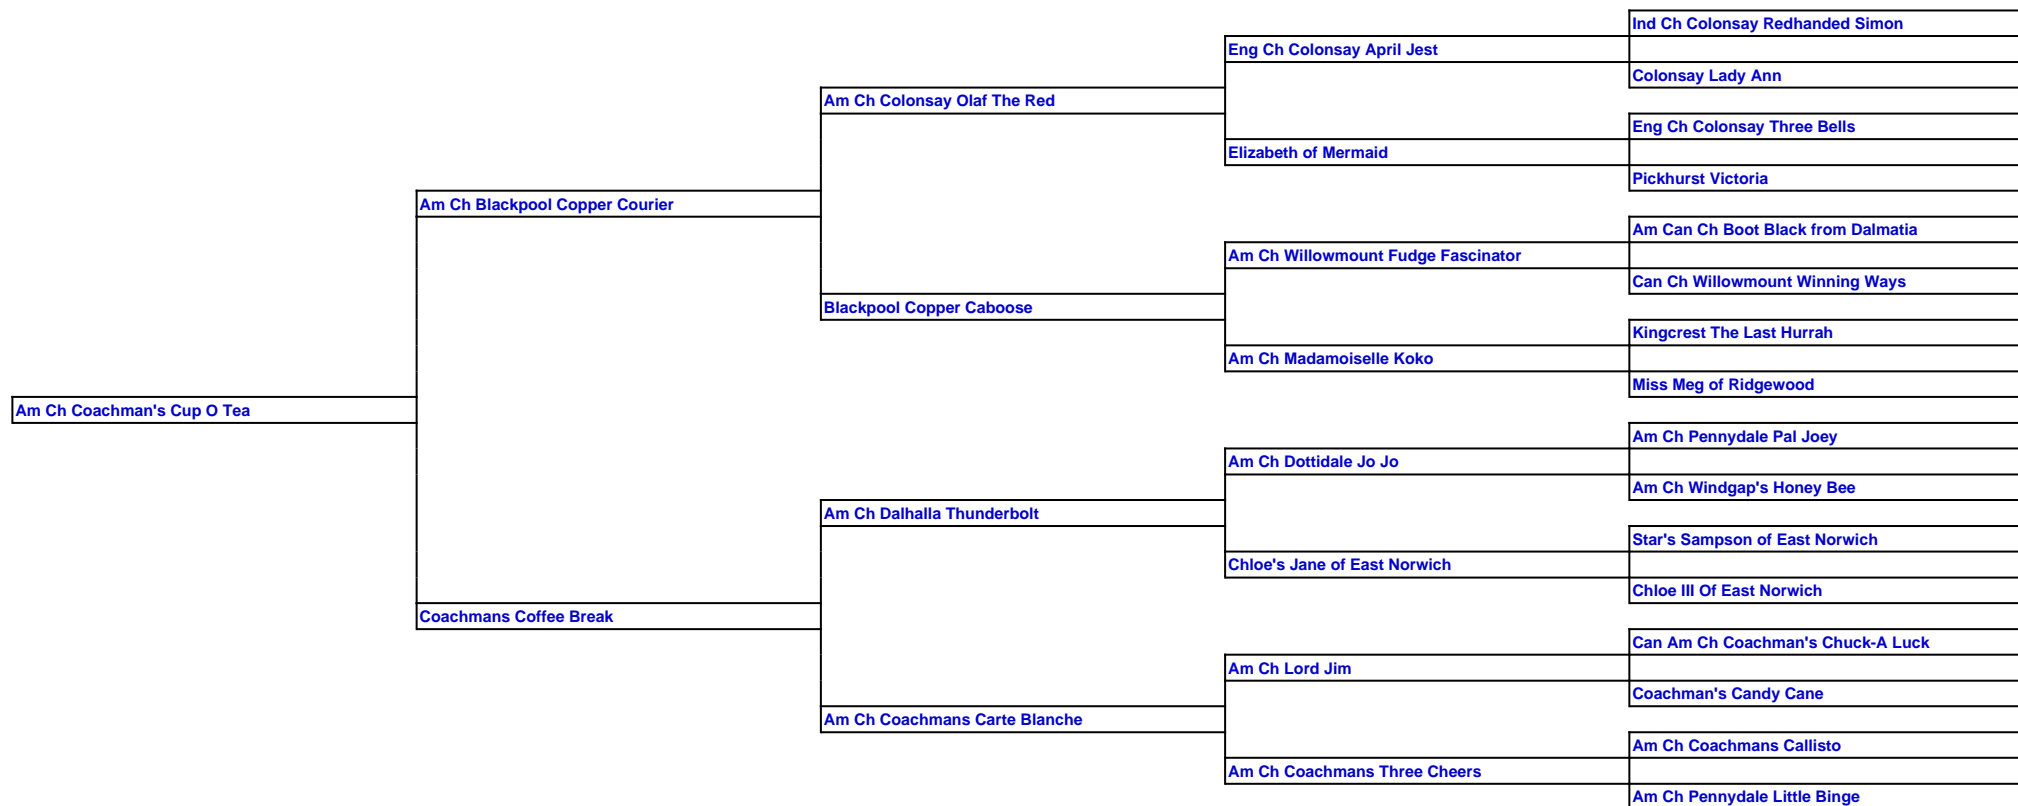 Ind Ch Colonsay Redhanded Simon
Eng Ch Colonsay April Jest
Colonsay Lady Ann
Am Ch Colonsay Olaf The Red
Eng Ch Colonsay Three Bells
Elizabeth of Mermaid
Pickhurst Victoria
Am Ch Blackpool Copper Courier
Am Can Ch Boot Black from Dalmatia
Am Ch Willowmount Fudge Fascinator
Can Ch Willowmount Winning Ways
Blackpool Copper Caboose
Kingcrest The Last Hurrah
Am Ch Madamoiselle Koko
Miss Meg of Ridgewood
Am Ch Coachman's Cup O Tea
Am Ch Pennydale Pal Joey
Am Ch Dottidale Jo Jo
Am Ch Windgap's Honey Bee
Am Ch Dalhalla Thunderbolt
Star's Sampson of East Norwich
Chloe's Jane of East Norwich
Chloe III Of East Norwich
Coachmans Coffee Break
Can Am Ch Coachman's Chuck-A Luck
Am Ch Lord Jim
Coachman's Candy Cane
Am Ch Coachmans Carte Blanche
Am Ch Coachmans Callisto
Am Ch Coachmans Three Cheers
Am Ch Pennydale Little Binge